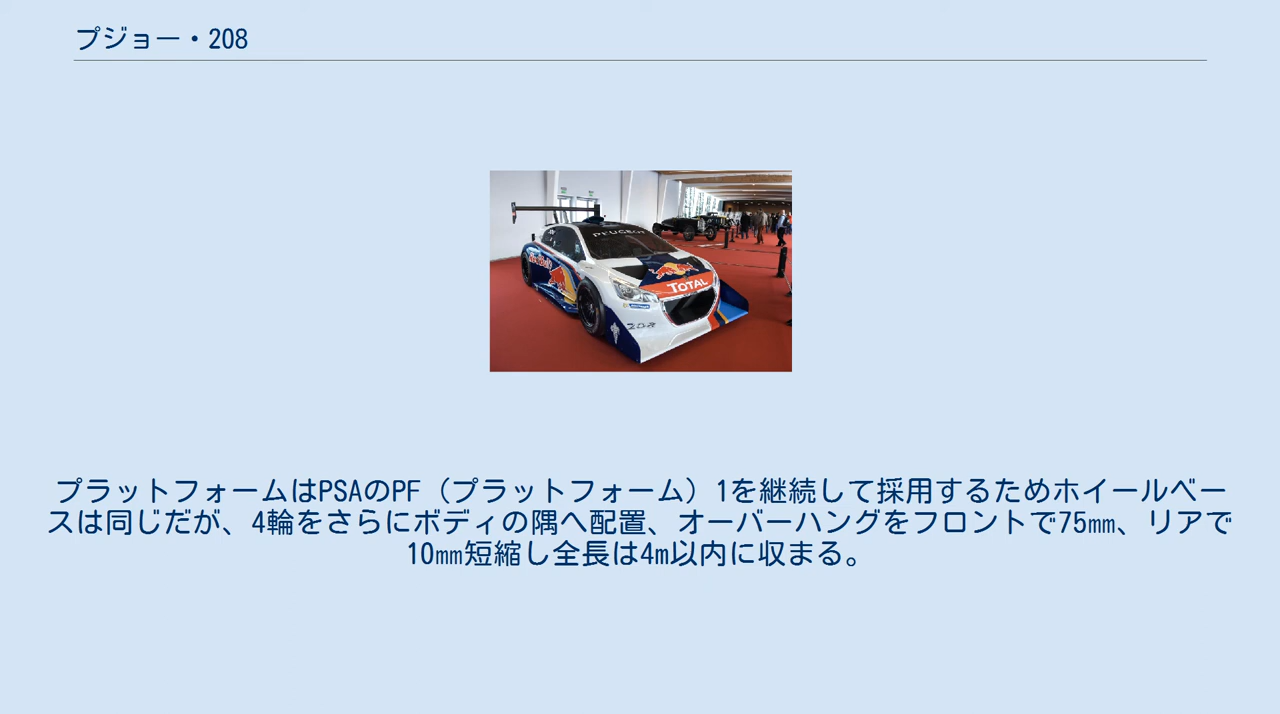 プジョー・208
PEUGEOT
Red Bull
TOTAL
208
プラットフォームはPSAのPF（プラットフォーム）1を継続して採用するためホイールベー
スは同じだが、4輪をさらにボディの隅へ配置、オーバーハングをフロントで75㎜、リアで
10㎜短縮し全長は4m以内に収まる。